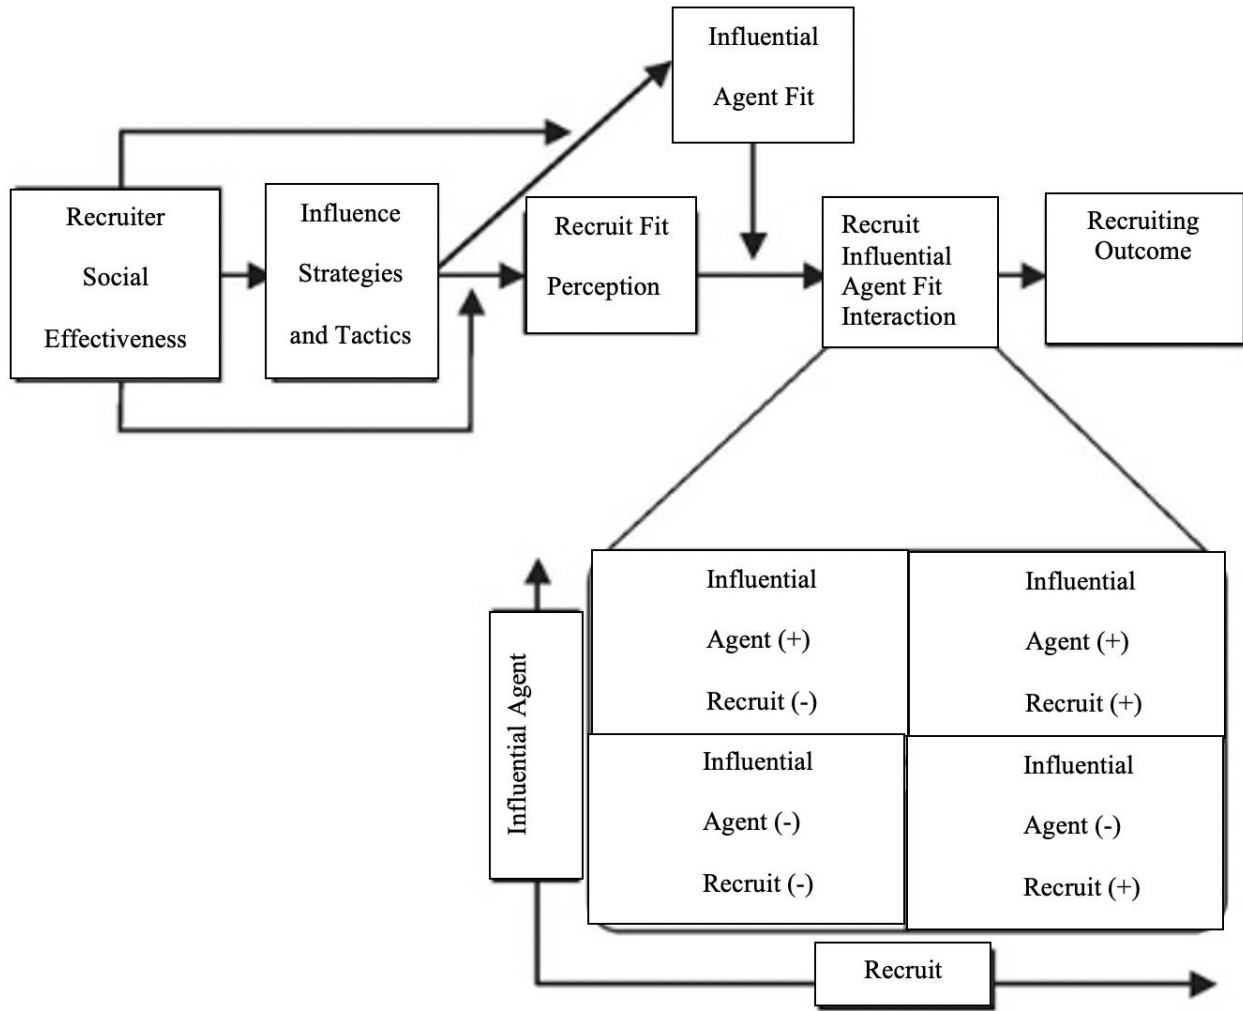 Influential
Agent Fit
Recruiter
Social
Effectiveness
Influence
Strategies
and Tactics
Recruit Fit
Perception
Recruit
Influential
Agent Fit
Interaction
Recruiting
Outcome
Influential Agent
Influential
Agent (+)
Recruit (-)
Influential
Agent (+)
Recruit (+)
Influential
Agent (-)
Recruit (-)
Influential
Agent (-)
Recruit (+)
Recruit